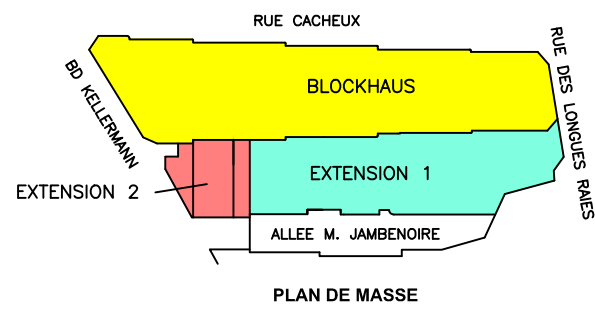 RUE CACHEUX
BD KELLERMANN
RUE DES LONGUES RAIES
BLOCKHAUS
EXTENSION 1
EXTENSION 2
ALLEE M. JAMBENOIRE
PLAN DE MASSE